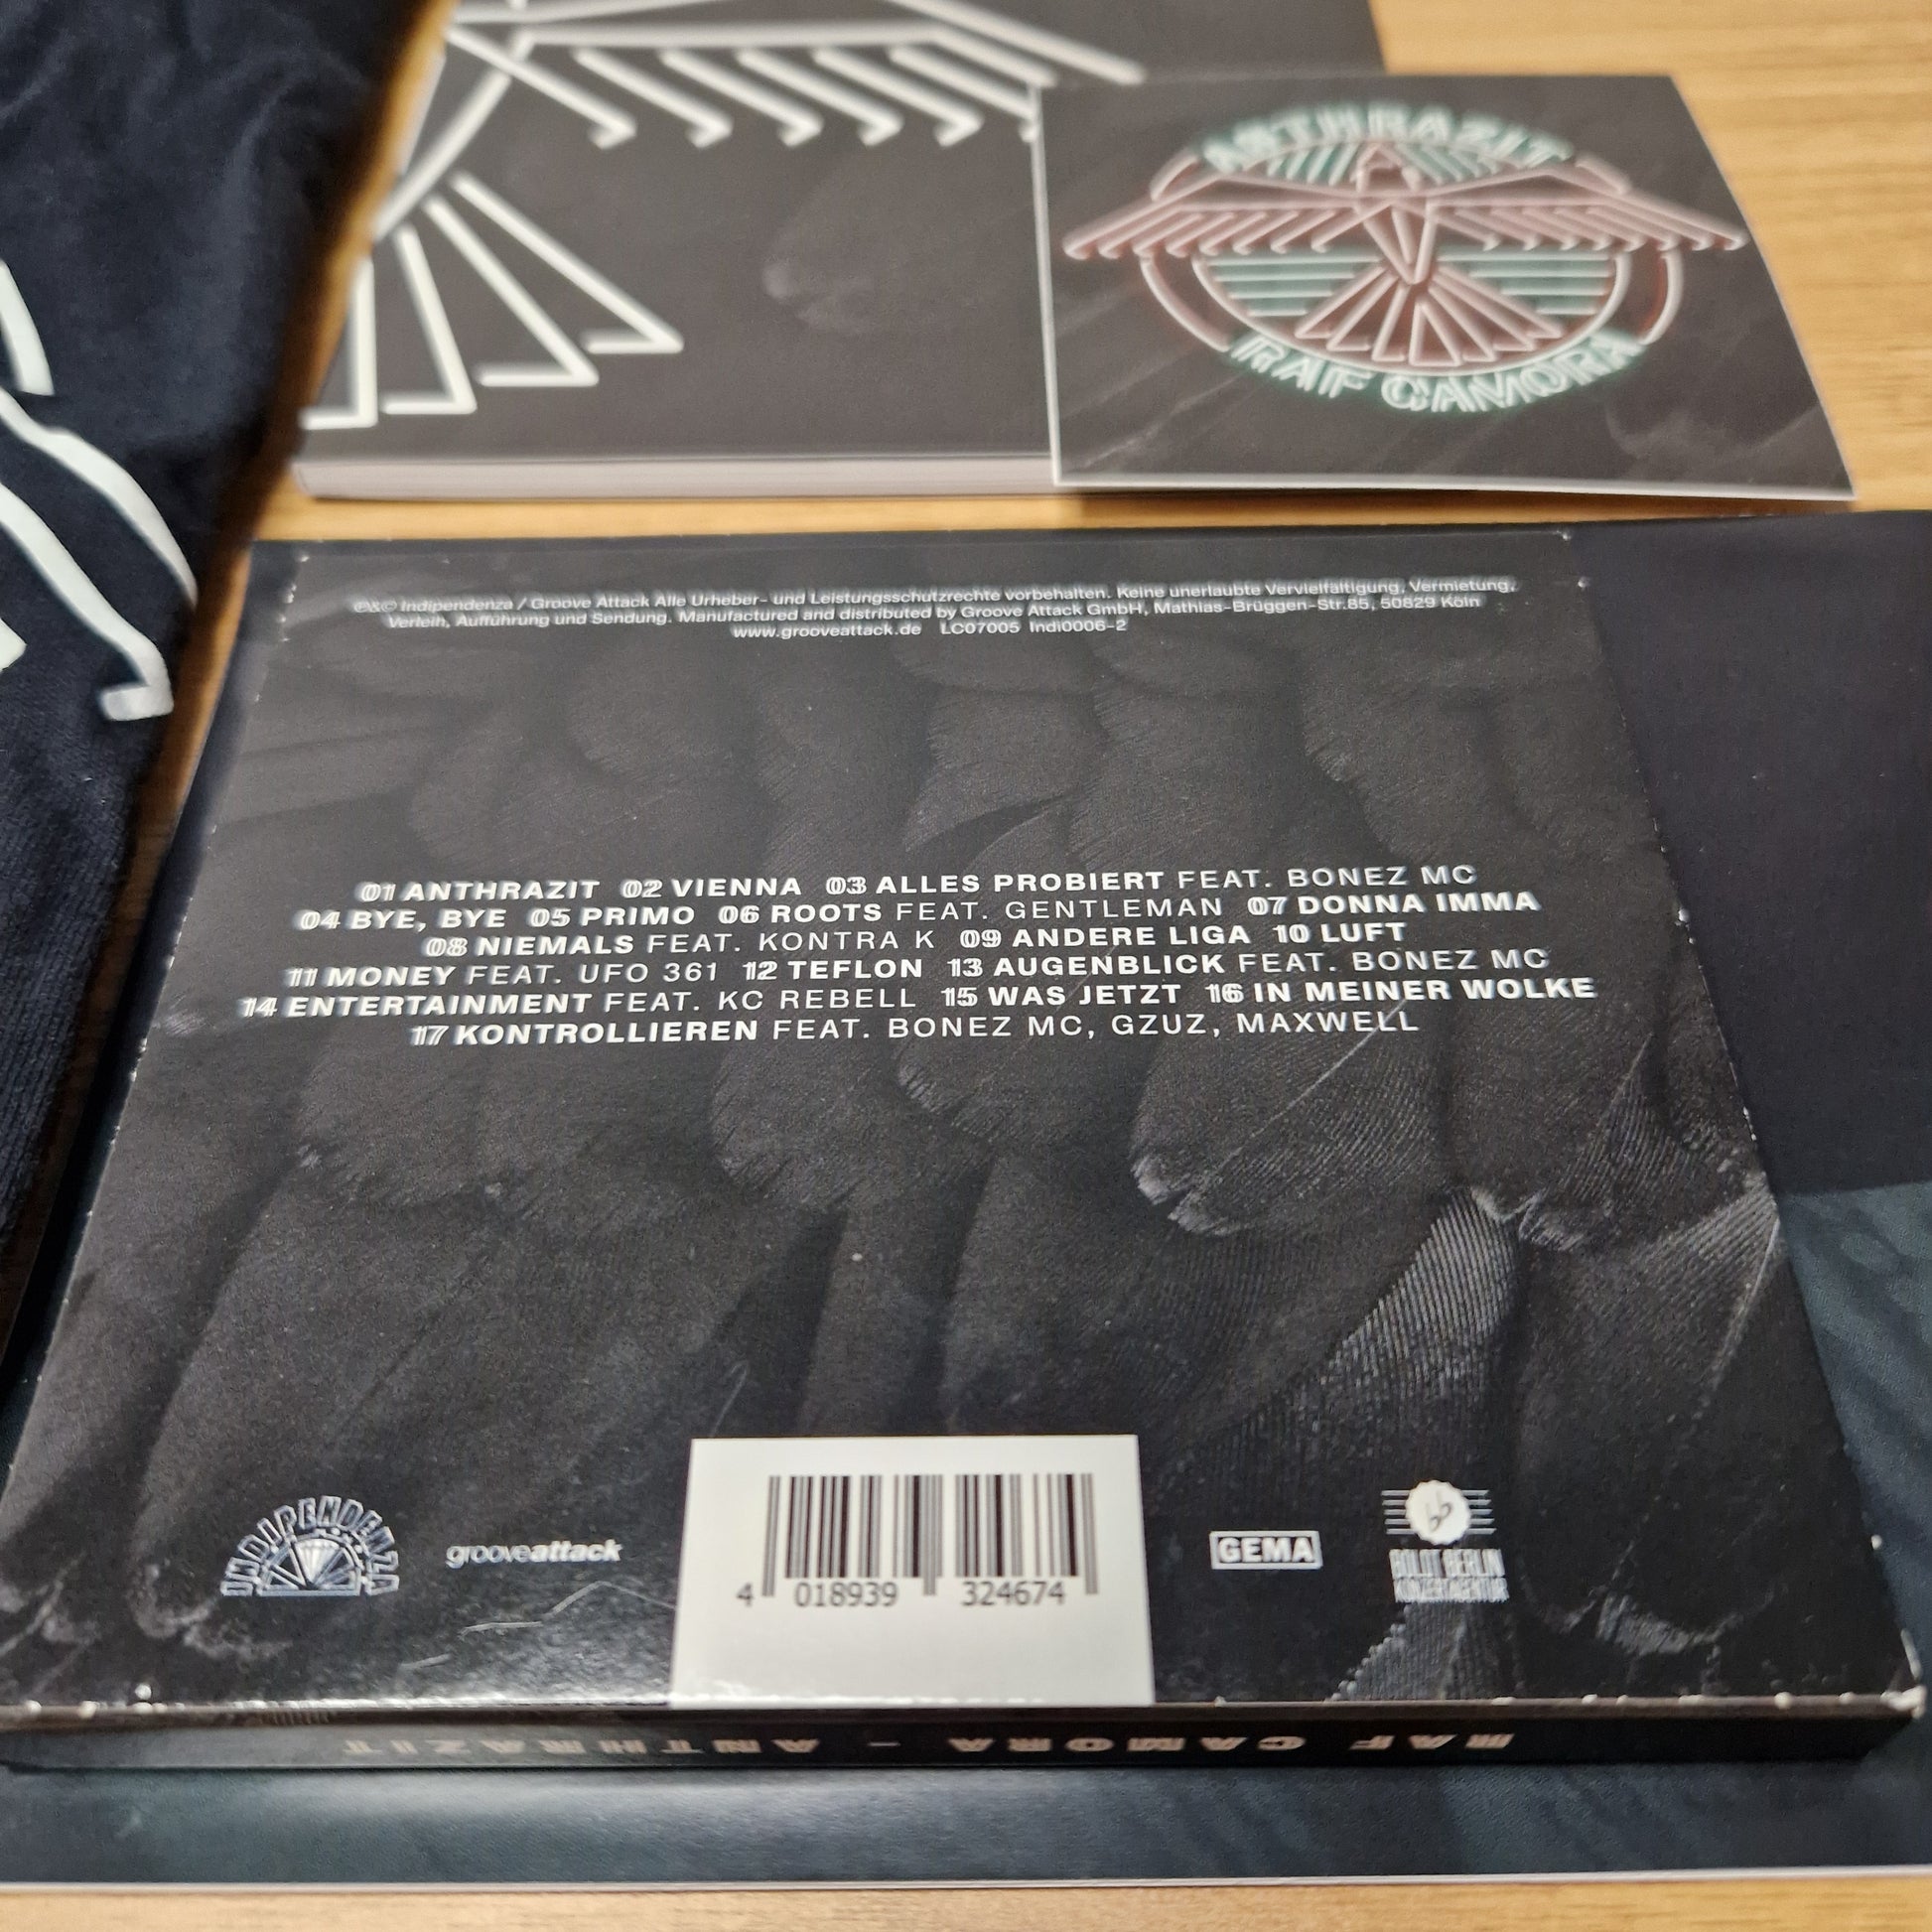 ANTHRAZIT
RAF CAMORA
℗&© Indipendenza / Groove Attack Alle Urheber- und Leistungsschutzrechte vorbehalten. Keine unerlaubte Vervielfältigung, Vermietung,
Verleih, Aufführung und Sendung. Manufactured and distributed by Groove Attack GmbH, Mathias-Brüggen-Str.85, 50829 Köln
www.grooveattack.de LC07005 Indi0006-2
01 ANTHRAZIT 02 VIENNA 03 ALLES PROBIERT FEAT. BONEZ MC
04 BYE, BYE 05 PRIMO 06 ROOTS FEAT. GENTLEMAN 07 DONNA IMMA
08 NIEMALS FEAT. KONTRA K 09 ANDERE LIGA 10 LUFT
11 MONEY FEAT. UFO 361 12 TEFLON 13 AUGENBLICK FEAT. BONEZ MC
14 ENTERTAINMENT FEAT. KC REBELL 15 WAS JETZT 16 IN MEINER WOLKE
17 KONTROLLIEREN FEAT. BONEZ MC, GZUZ, MAXWELL
INDIPENDENZA
grooveattack
4 018939 324674
GEMA
bb
BULDT BERLIN
KONZERTAGENTUR
RAF CAMORA - ANTHRAZIT